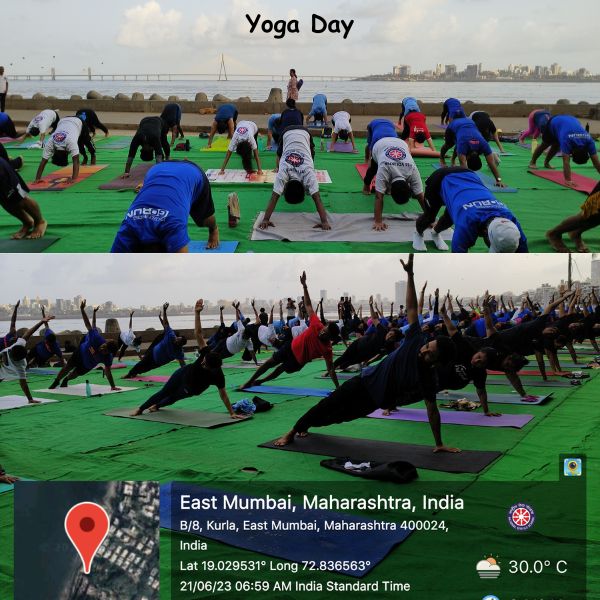 Yoga Day
RUN
East Mumbai, Maharashtra, India
B/8, Kurla, East Mumbai, Maharashtra 400024,
India
Lat 19.029531° Long 72.836563°
21/06/23 06:59 AM India Standard Time
30.0° C